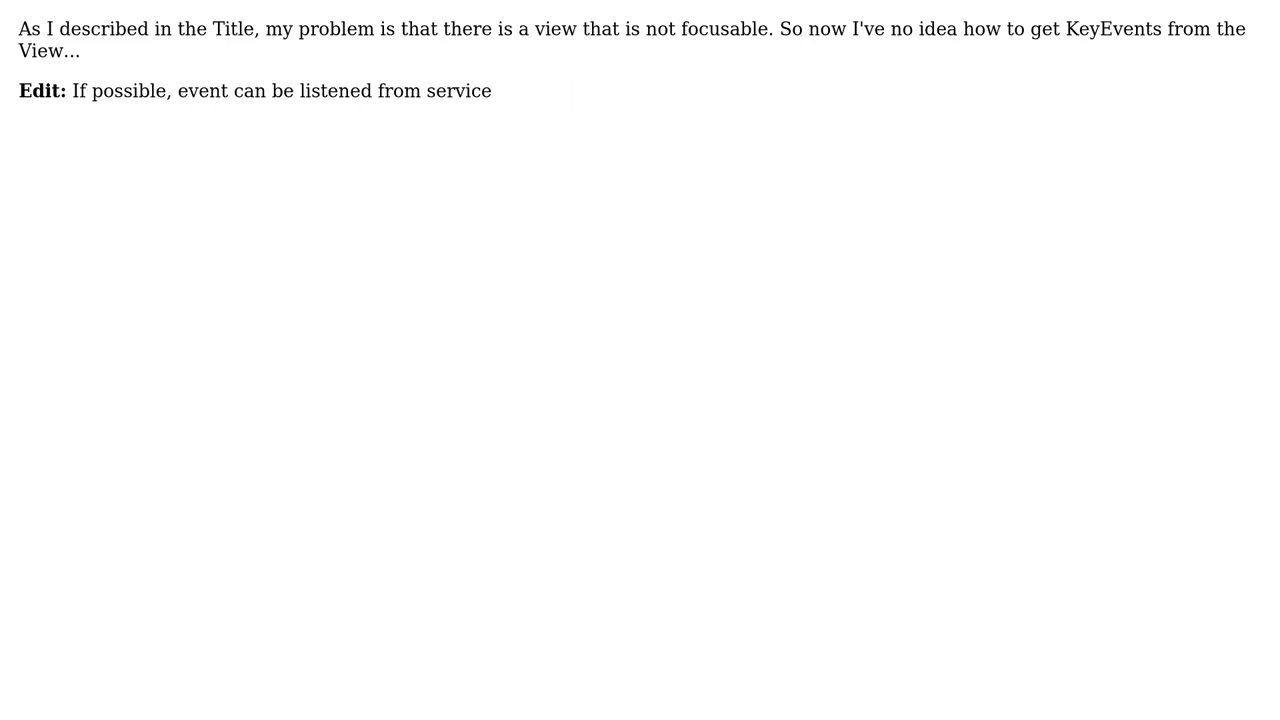 As I described in the Title, my problem is that there is a view that is not focusable. So now I've no idea how to get KeyEvents from the
View...
Edit: If possible, event can be listened from service